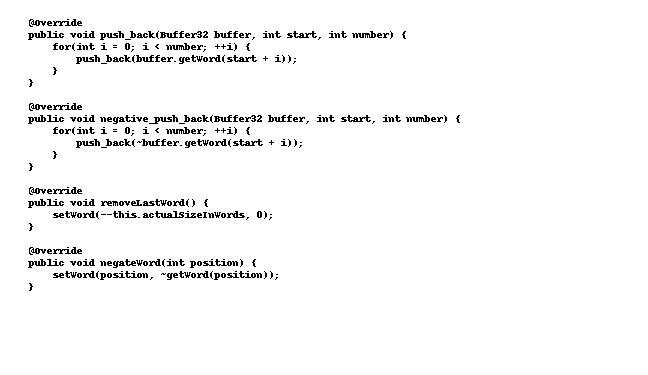 @Override
public void push_back(Buffer32 buffer, int start, int number) {
    for(int i = 0; i < number; ++i) {
        push_back(buffer.getWord(start + i));
    }
}

@Override
public void negative_push_back(Buffer32 buffer, int start, int number) {
    for(int i = 0; i < number; ++i) {
        push_back(~buffer.getWord(start + i));
    }
}

@Override
public void removeLastWord() {
    setWord(--this.actualSizeInWords, 0);
}

@Override
public void negateWord(int position) {
    setWord(position, ~getWord(position));
}